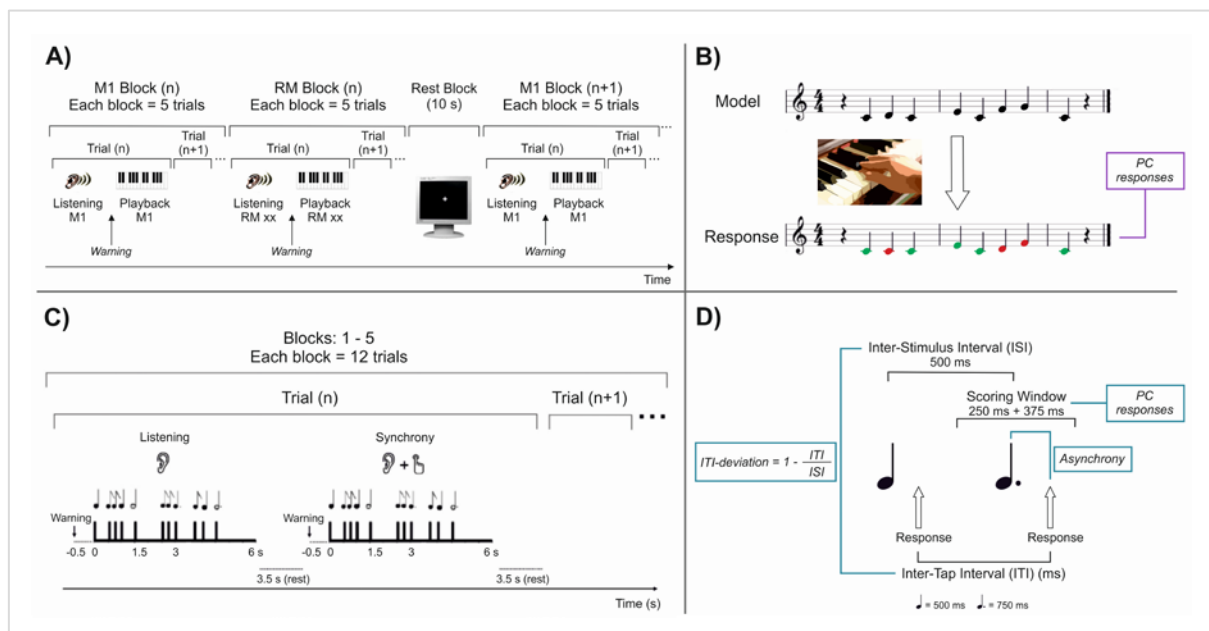 A)
M1 Block (n)
Each block = 5 trials
RM Block (n)
Each block = 5 trials
Rest Block
(10 s)
M1 Block (n+1)
Each block = 5 trials
Trial (n)
Trial
(n+1)
...
Trial (n)
Trial
(n+1)
...
Trial (n)
Trial
(n+1)
...
...
Listening
M1
Playback
M1
Warning
Listening
RM xx
Playback
RM xx
Warning
Listening
M1
Playback
M1
Warning
Time
B)
Model
4
4
PC
responses
Response
4
4
C)
Blocks: 1 - 5
Each block = 12 trials
Trial (n)
Trial (n+1)
...
Listening
Synchrony
+
Warning
-0.5 0 1.5 3 6 s
3.5 s (rest)
Warning
-0.5 0 1.5 3 6 s
3.5 s (rest)
Time (s)
D)
Inter-Stimulus Interval (ISI)
500 ms
Scoring Window
250 ms + 375 ms
PC
responses
ITI-deviation = 1 - ITI
ISI
Asynchrony
Response
Response
Inter-Tap Interval (ITI) (ms)
= 500 ms = 750 ms